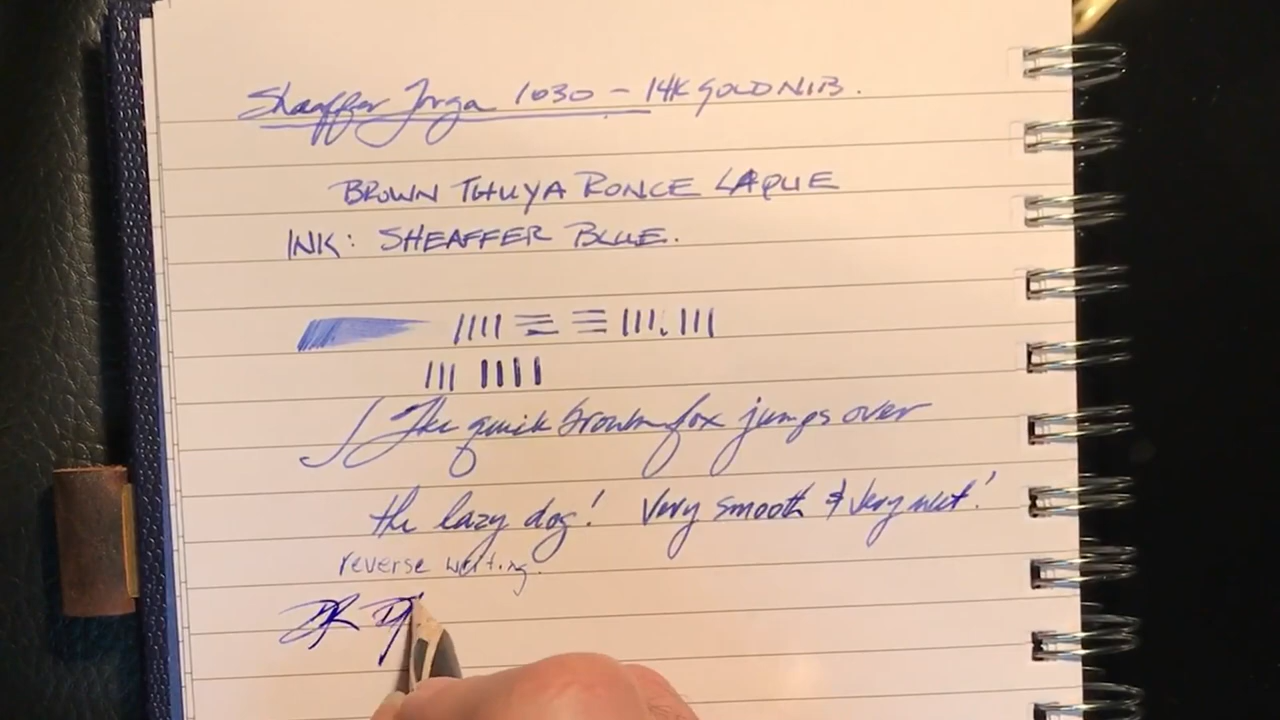 Sheaffer Targa 1030 - 14K GOLD NIB.
BROWN THUYA RONCE LAQUE
INK: SHEAFFER BLUE.
The quick brown fox jumps over
the lazy dog! Very smooth & very wet!
reverse writing.